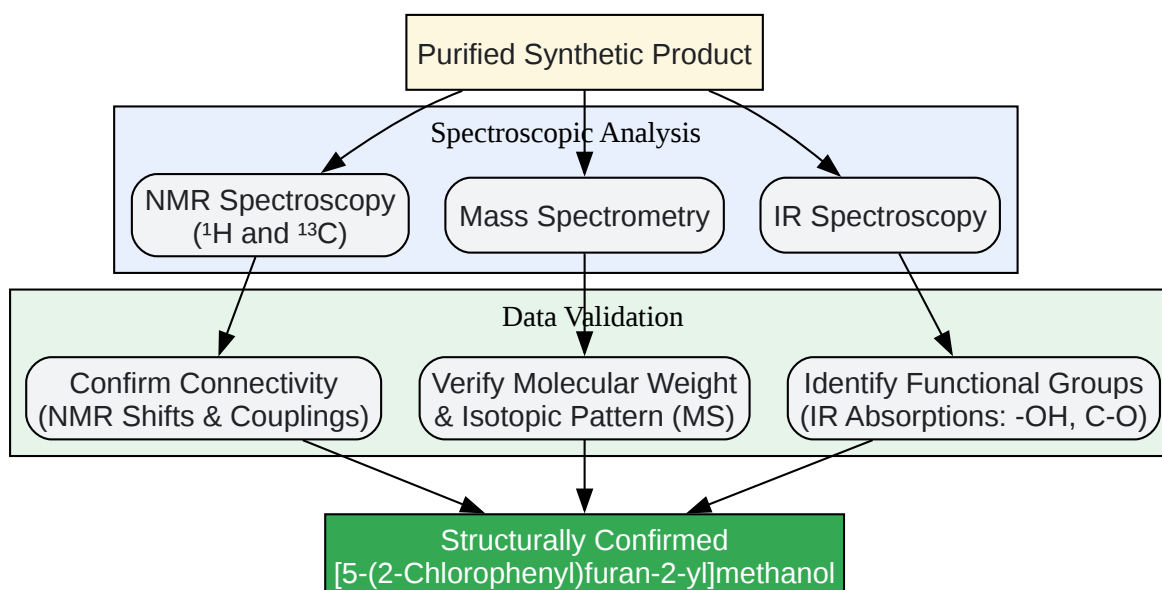 Purified Synthetic Product
Spectroscopic Analysis
NMR Spectroscopy
(¹H and ¹³C)
Mass Spectrometry
IR Spectroscopy
Data Validation
Confirm Connectivity
(NMR Shifts & Couplings)
Verify Molecular Weight
& Isotopic Pattern (MS)
Identify Functional Groups
(IR Absorptions: -OH, C-O)
Structurally Confirmed
[5-(2-Chlorophenyl)furan-2-yl]methanol